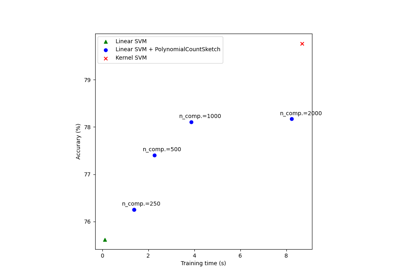 Linear SVM
Linear SVM + PolynomialCountSketch
Kernel SVM
79
n_comp.=2000
n_comp.=1000
78
n_comp.=500
77
n_comp.=250
76
Accurary (%)
0 2 4 6 8
Training time (s)